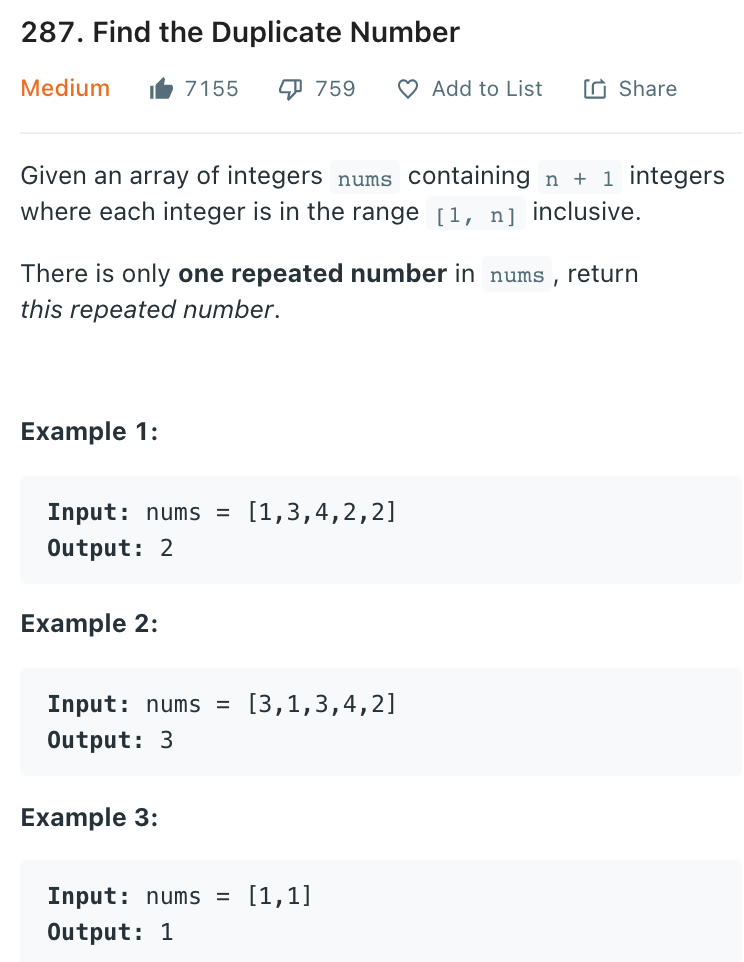 287. Find the Duplicate Number
Medium 7155 759 Add to List Share
Given an array of integers nums containing n + 1 integers
where each integer is in the range [1, n] inclusive.
There is only one repeated number in nums, return
this repeated number.
Example 1:
Input: nums = [1,3,4,2,2]
Output: 2
Example 2:
Input: nums = [3,1,3,4,2]
Output: 3
Example 3:
Input: nums = [1,1]
Output: 1